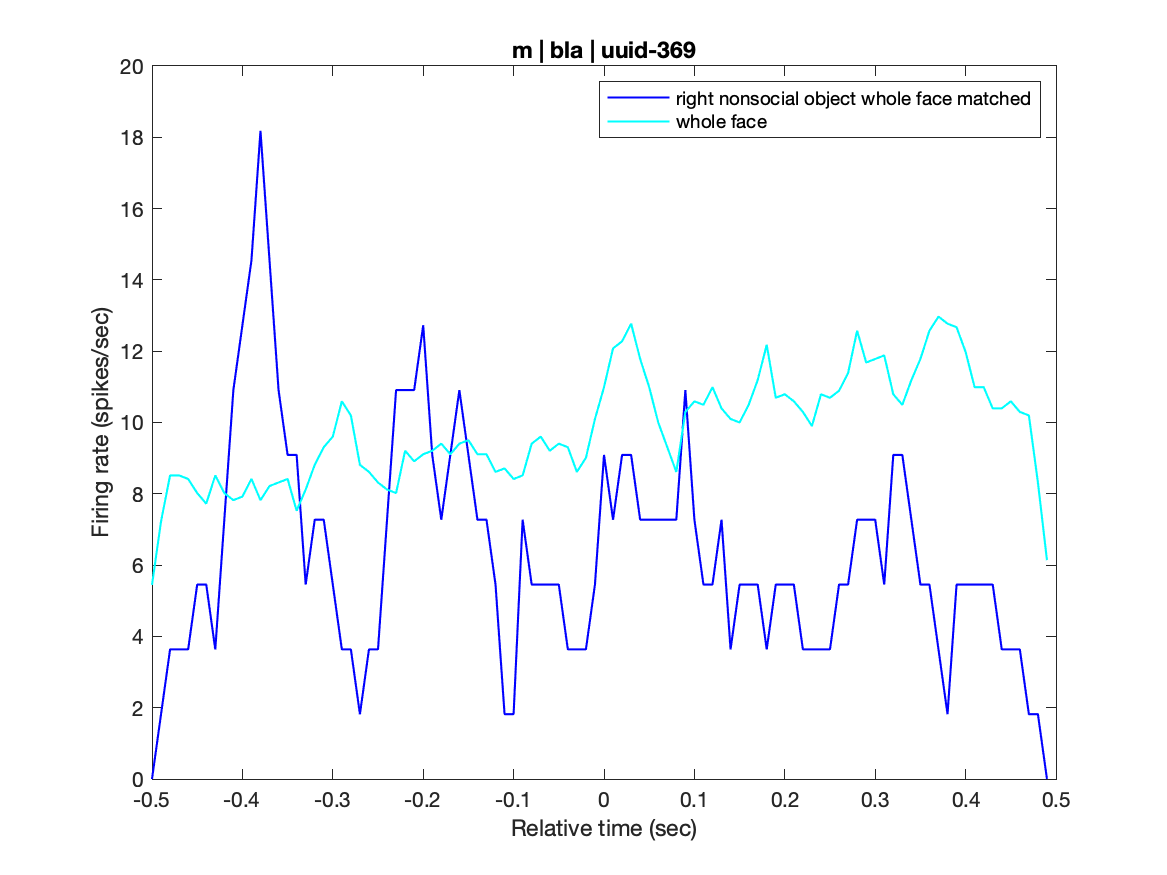 m | bla | uuid-369
right nonsocial object whole face matched
whole face
Firing rate (spikes/sec)
20
18
16
14
12
10
8
6
4
2
0
-0.5 -0.4 -0.3 -0.2 -0.1 0 0.1 0.2 0.3 0.4 0.5
Relative time (sec)